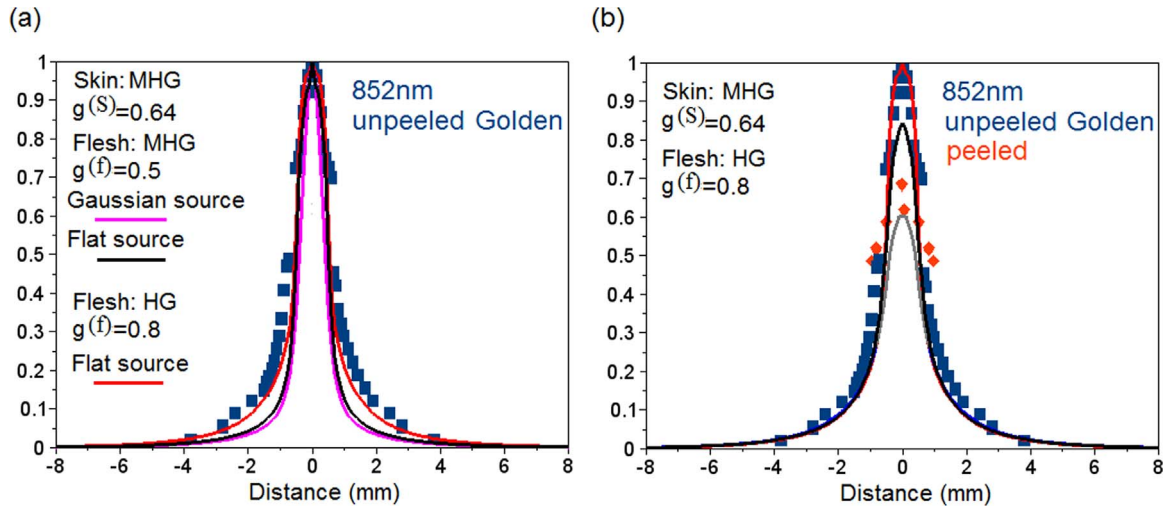 (a)
Skin: MHG
g(S)=0.64
Flesh: MHG
g(f)=0.5
Gaussian source
Flat source
Flesh: HG
g(f)=0.8
Flat source
852nm
unpeeled Golden
1
0.9
0.8
0.7
0.6
0.5
0.4
0.3
0.2
0.1
0
-8 -6 -4 -2 0 2 4 6 8
Distance (mm)
(b)
Skin: MHG
g(S)=0.64
Flesh: HG
g(f)=0.8
852nm
unpeeled Golden
peeled
1
0.9
0.8
0.7
0.6
0.5
0.4
0.3
0.2
0.1
0
-8 -6 -4 -2 0 2 4 6 8
Distance (mm)